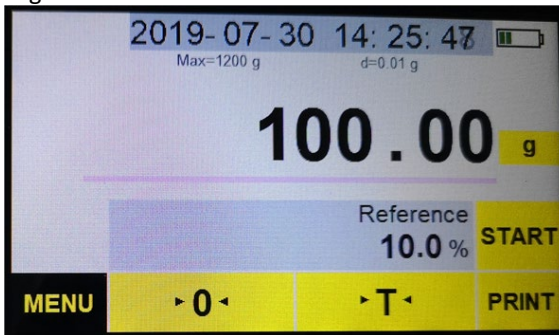 2019-07-30 14:25:47
Max=1200 g d=0.01 g
100.00 g
Reference
10.0 %
START
MENU ►0◄ ►T◄ PRINT